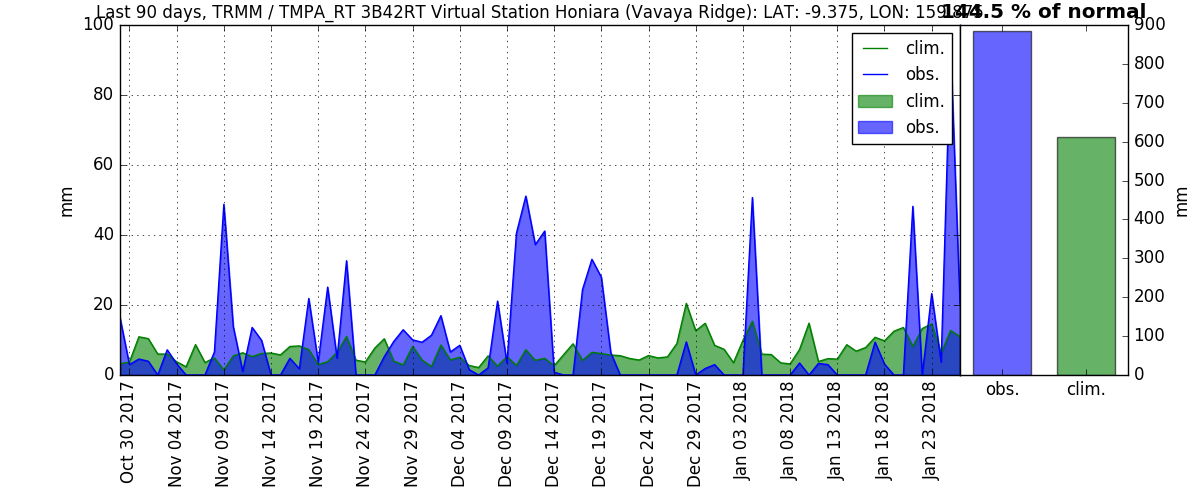 Last 90 days, TRMM / TMPA_RT 3B42RT Virtual Station Honiara (Vavaya Ridge): LAT: -9.375, LON:
144.5 % of normal
100
80
60
40
20
0
mm
clim.
obs.
clim.
obs.
900
800
700
600
500
400
300
200
100
0
mm
obs.
clim.
Oct 30 2017
Nov 04 2017
Nov 09 2017
Nov 14 2017
Nov 19 2017
Nov 24 2017
Nov 29 2017
Dec 04 2017
Dec 09 2017
Dec 14 2017
Dec 19 2017
Dec 24 2017
Dec 29 2017
Jan 03 2018
Jan 08 2018
Jan 13 2018
Jan 18 2018
Jan 23 2018